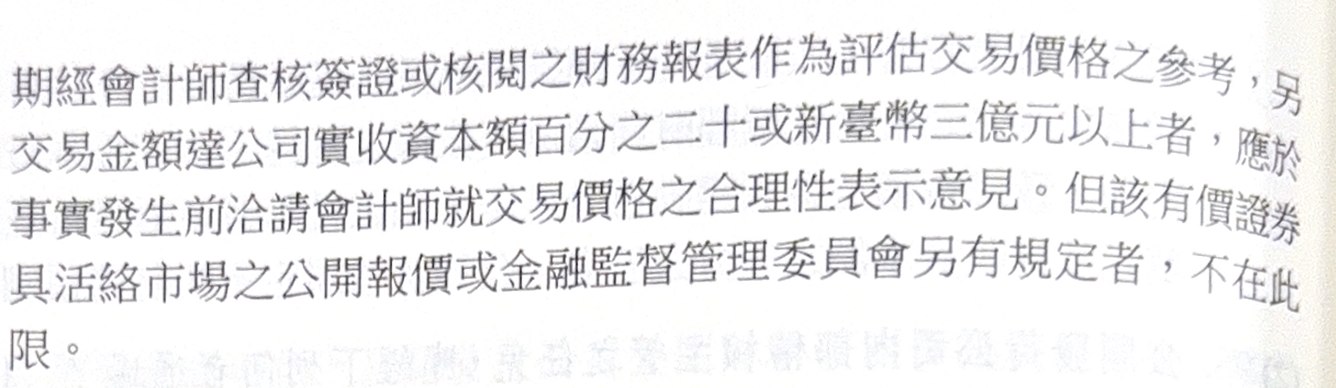 期經會計師查核簽證或核閱之財務報表作為評估交易價格之參考，另
交易金額達公司實收資本額百分之二十或新臺幣三億元以上者，應於
事實發生前洽請會計師就交易價格之合理性表示意見。但該有價證券
具活絡市場之公開報價或金融監督管理委員會另有規定者，不在此
限。